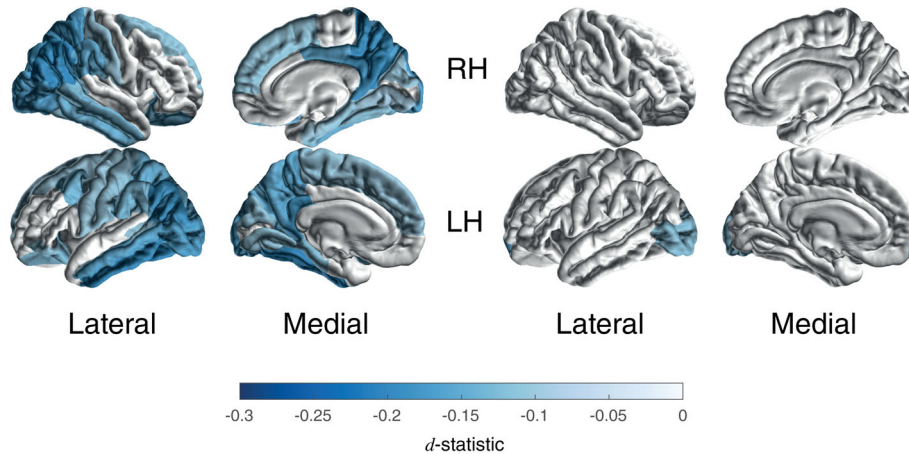 RH
LH
Lateral Medial Lateral Medial
-0.3 -0.25 -0.2 -0.15 -0.1 -0.05 0
d-statistic